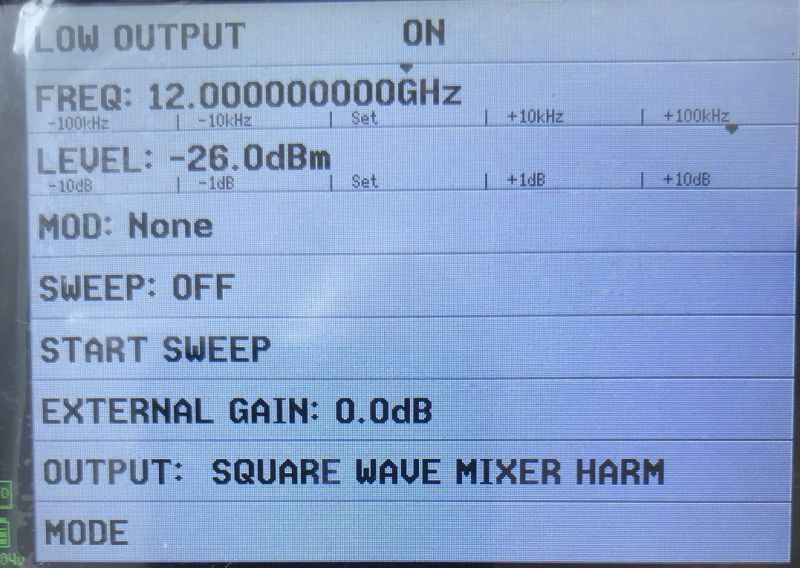 LOW OUTPUT ON
FREQ: 12.000000000GHz
-100kHz | -10kHz | Set | +10kHz | +100kHz
LEVEL: -26.0dBm
-10dB | -1dB | Set | +1dB | +10dB
MOD: None
SWEEP: OFF
START SWEEP
EXTERNAL GAIN: 0.0dB
OUTPUT: SQUARE WAVE MIXER HARM
MODE